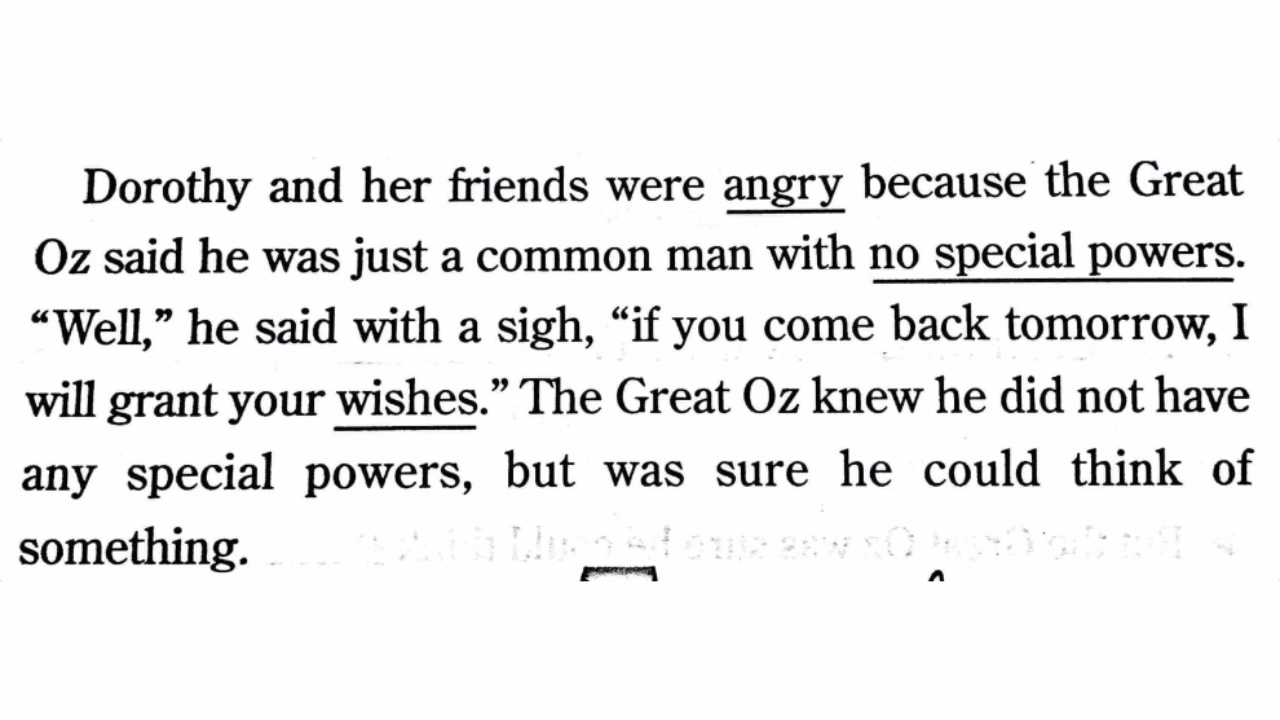 Dorothy and her friends were angry because the Great
Oz said he was just a common man with no special powers.
“Well,” he said with a sigh, “if you come back tomorrow, I
will grant your wishes.” The Great Oz knew he did not have
any special powers, but was sure he could think of
something.